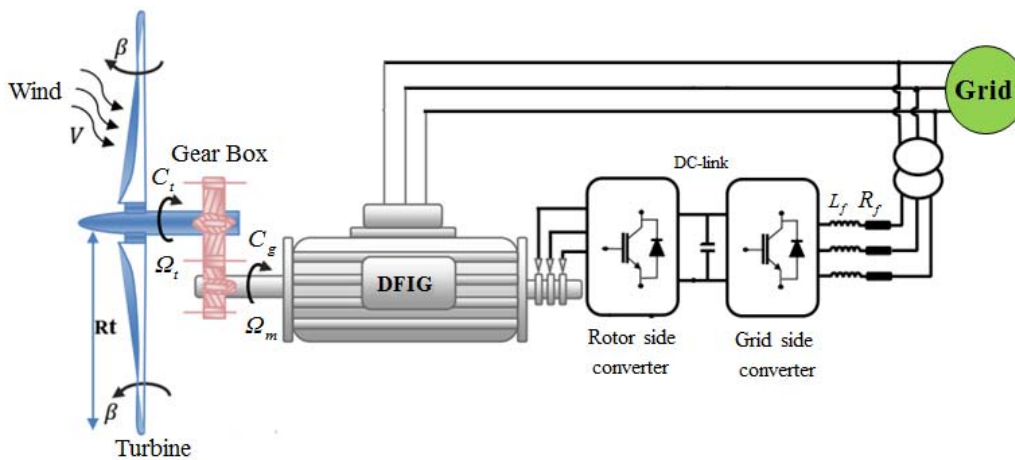 β
Wind
V
Gear Box
C_t
Ω_t
C_g
Ω_m
Rt
β
Turbine
DFIG
DC-link
Rotor side
converter
Grid side
converter
L_f R_f
Grid